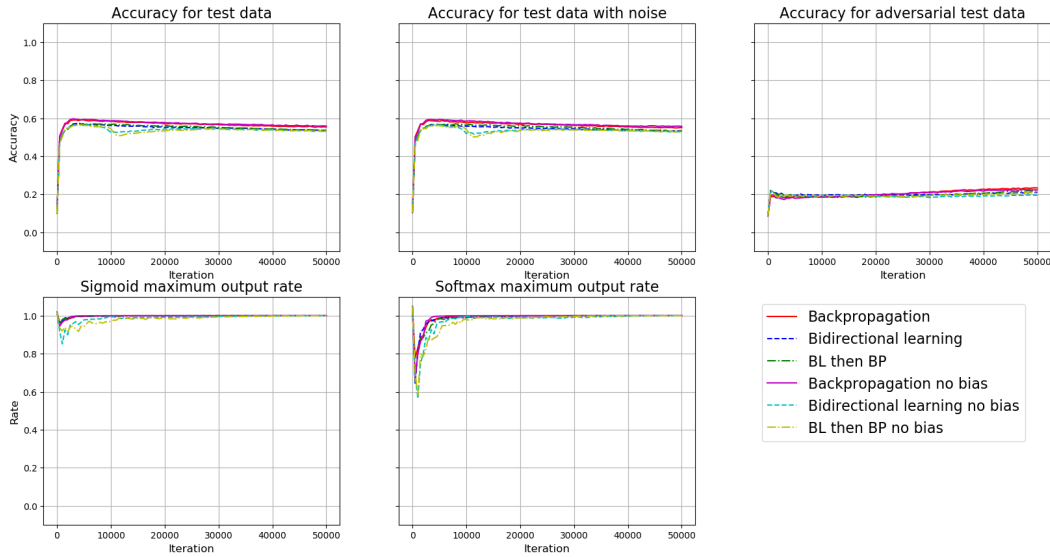 Accuracy for test data
Accuracy for test data with noise
Accuracy for adversarial test data
1.0
0.8
0.6
0.4
0.2
0.0
Accuracy
0 10000 20000 30000 40000 50000
Iteration
0 10000 20000 30000 40000 50000
Iteration
0 10000 20000 30000 40000 50000
Iteration
Sigmoid maximum output rate
Softmax maximum output rate
1.0
0.8
0.6
0.4
0.2
0.0
Rate
0 10000 20000 30000 40000 50000
Iteration
0 10000 20000 30000 40000 50000
Iteration
Backpropagation
Bidirectional learning
BL then BP
Backpropagation no bias
Bidirectional learning no bias
BL then BP no bias